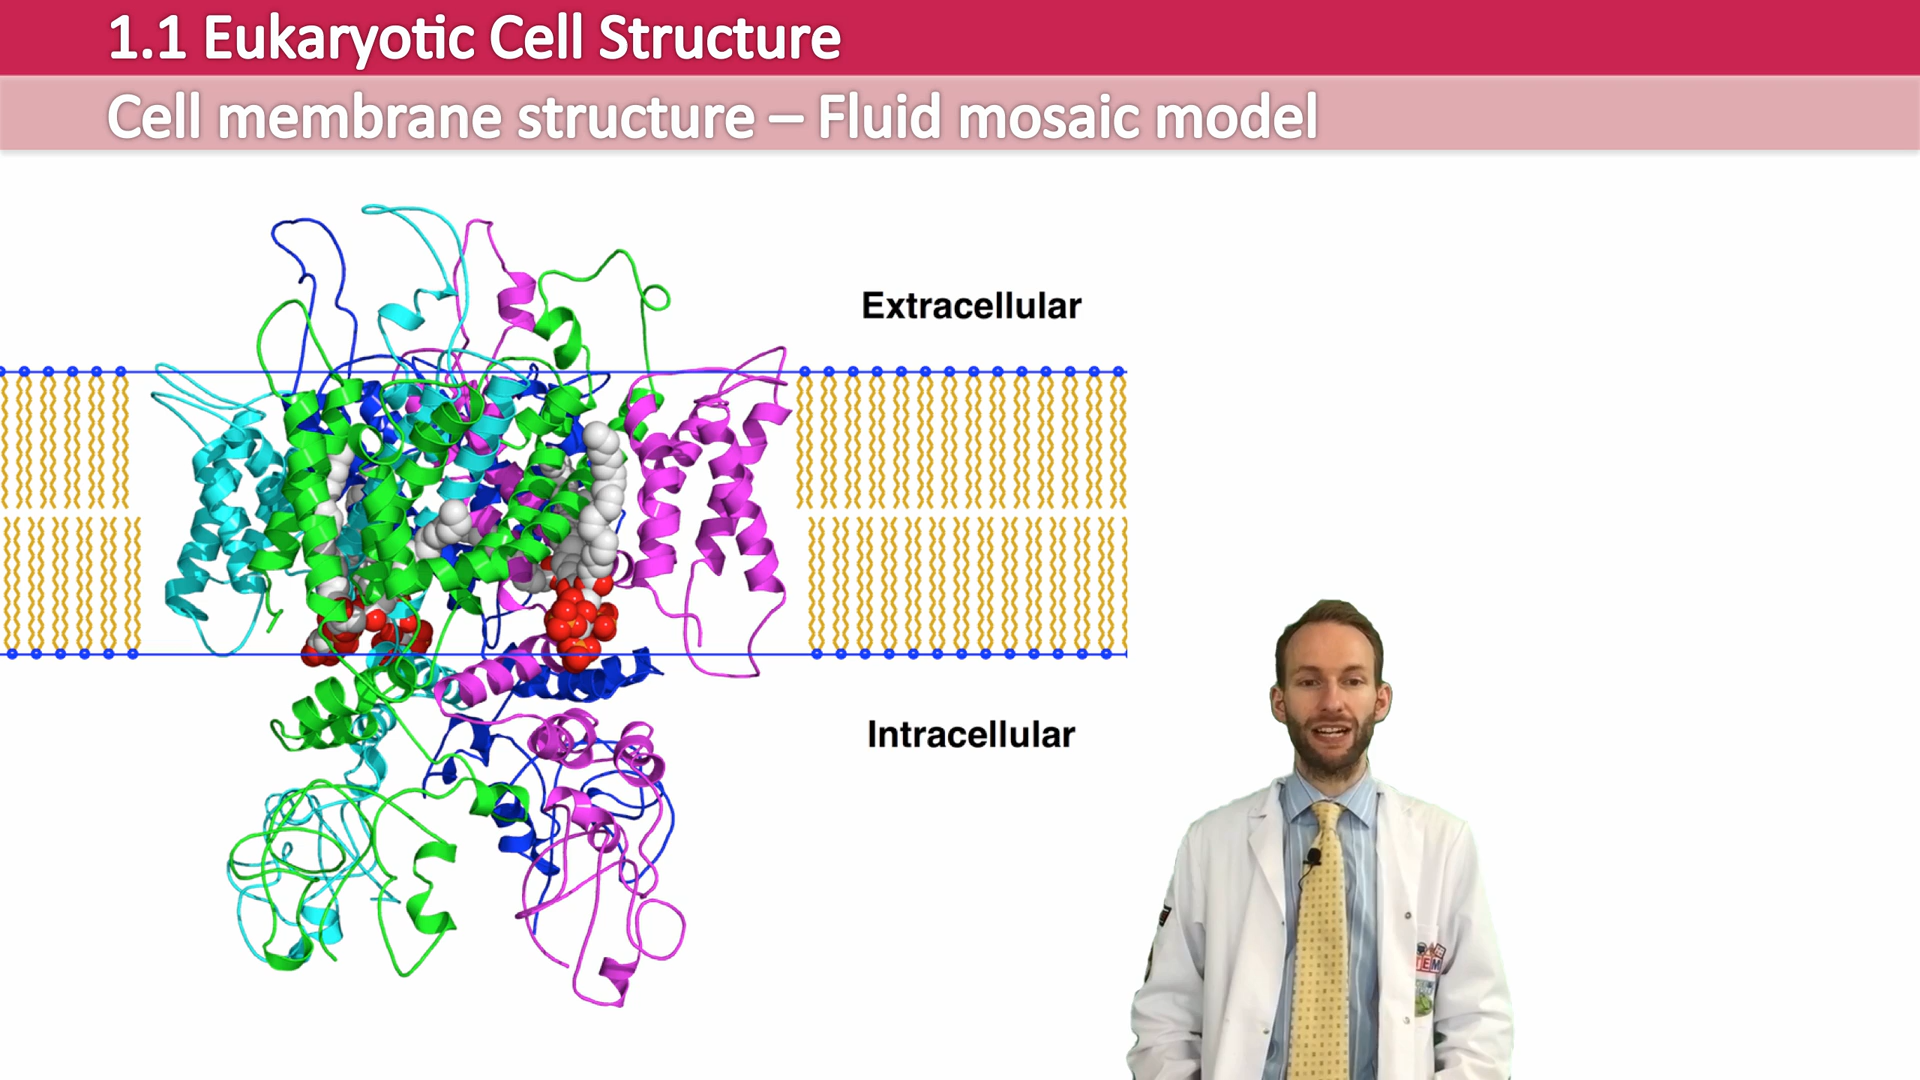 1.1 Eukaryotic Cell Structure
Cell membrane structure – Fluid mosaic model
Extracellular
Intracellular